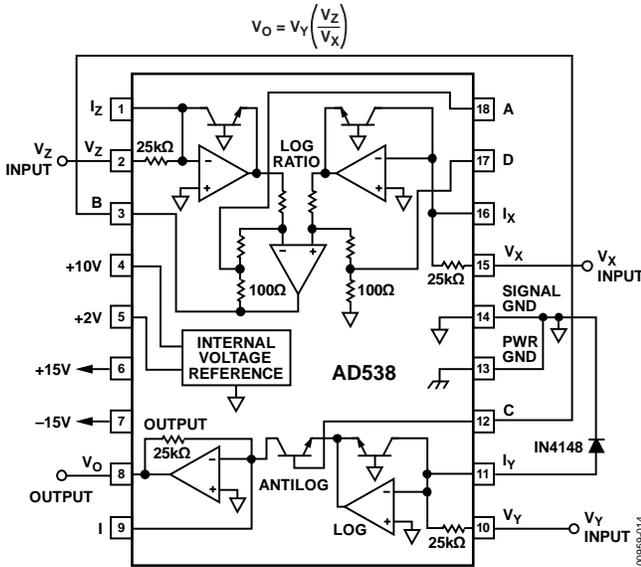 V_O = V_Y (V_Z / V_X)
I_Z 1
18 A
25kΩ
LOG RATIO
V_Z INPUT
V_Z 2
17 D
B 3
16 I_X
+10V 4
100Ω
100Ω
25kΩ
15 V_X
V_X INPUT
+2V 5
SIGNAL GND
14
INTERNAL VOLTAGE REFERENCE
+15V 6
AD538
PWR GND
13
–15V 7
12 C
OUTPUT
25kΩ
IN4148
V_O 8
OUTPUT
ANTILOG
11 I_Y
LOG
I 9
25kΩ
10 V_Y
V_Y INPUT
00959-014